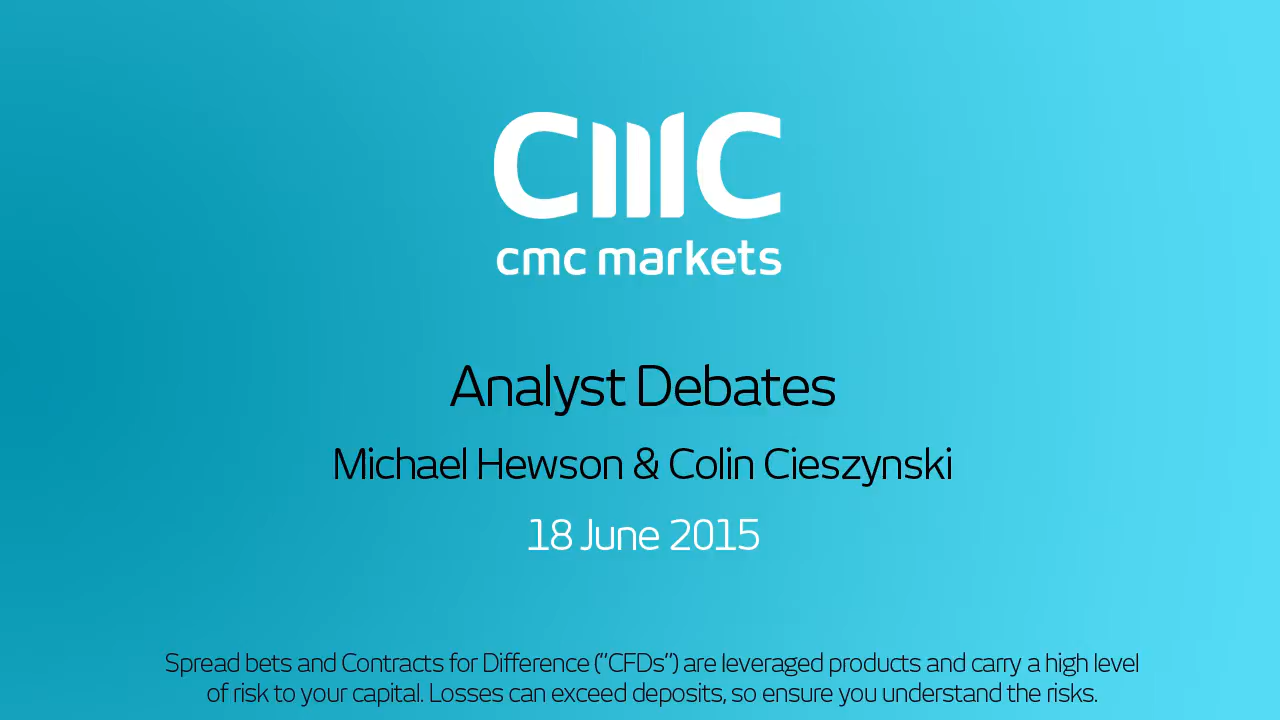 CMC
cmc markets
Analyst Debates
Michael Hewson & Colin Cieszynski
18 June 2015
Spread bets and Contracts for Difference ("CFDs") are leveraged products and carry a high level
of risk to your capital. Losses can exceed deposits, so ensure you understand the risks.